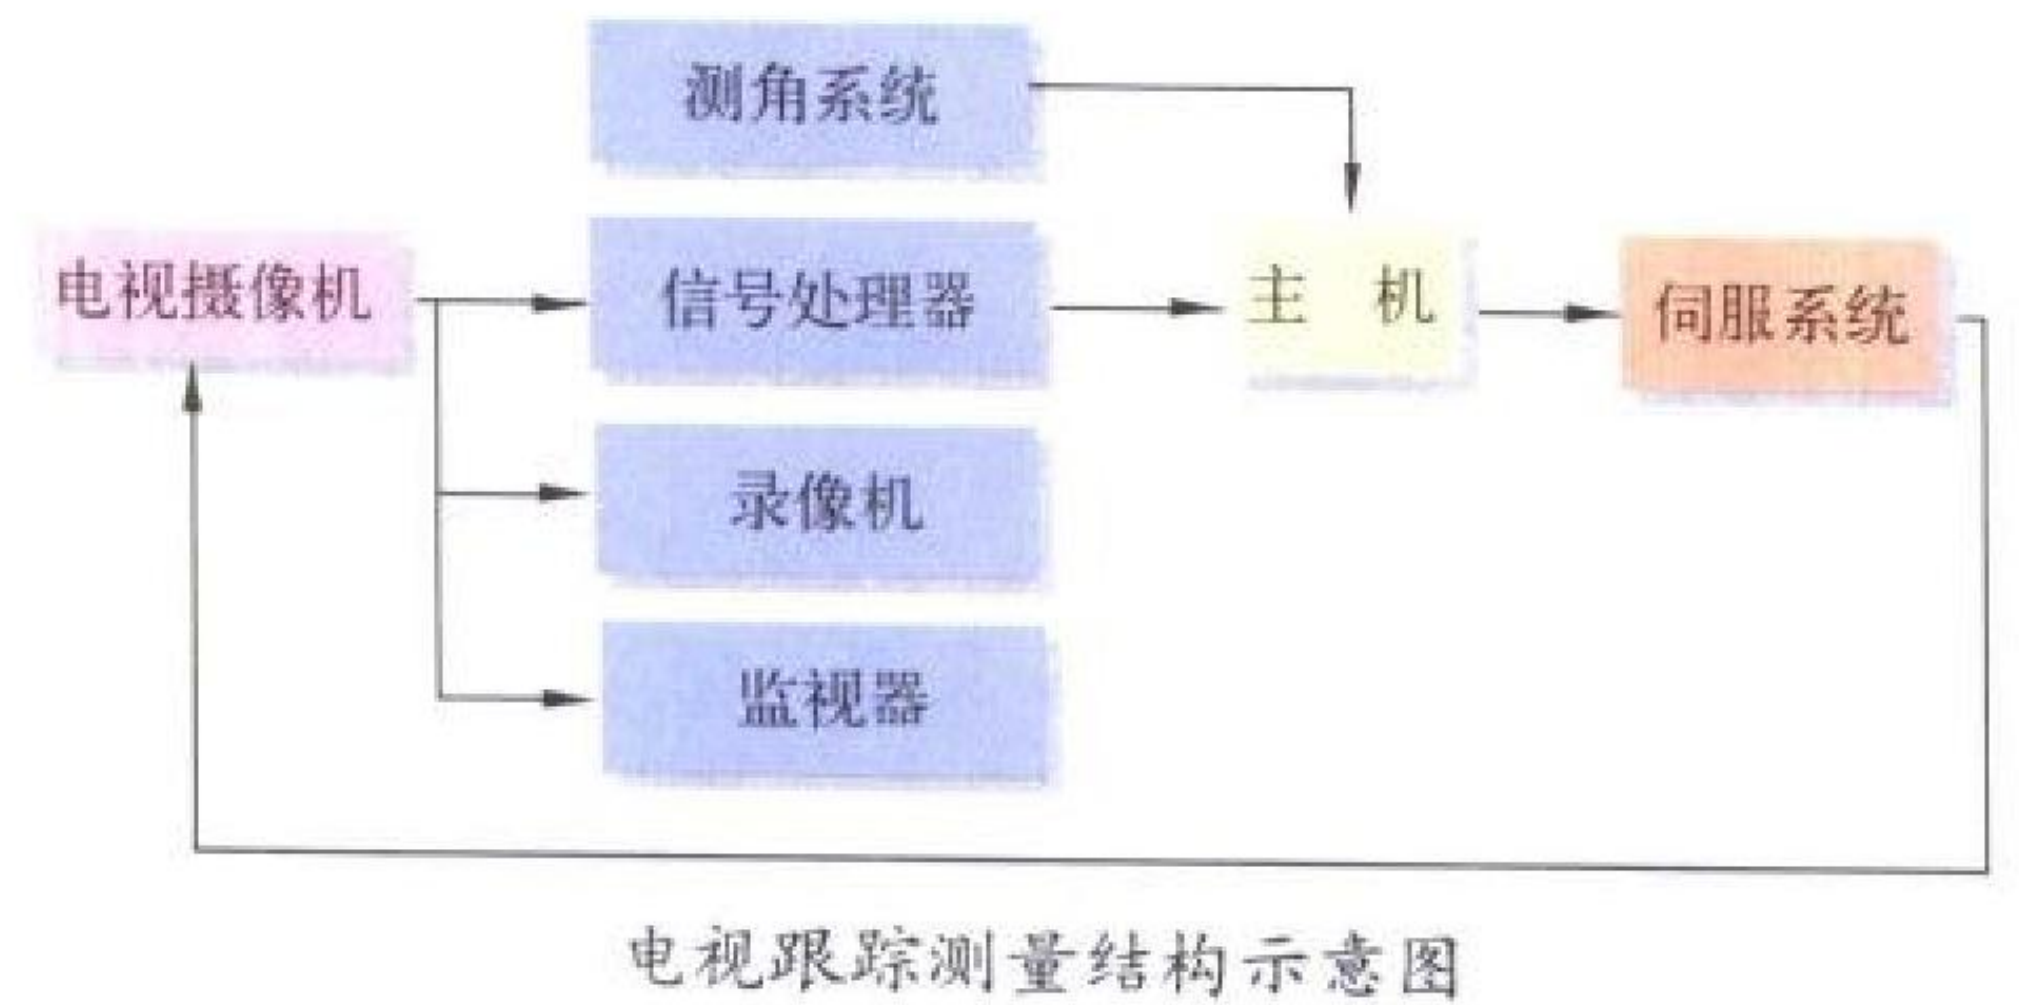 测角系统
电视摄像机
信号处理器
主 机
伺服系统
录像机
监视器
电视跟踪测量结构示意图